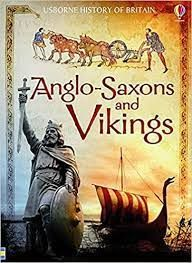 USBORNE HISTORY OF BRITAIN
Anglo-Saxons
and
Vikings